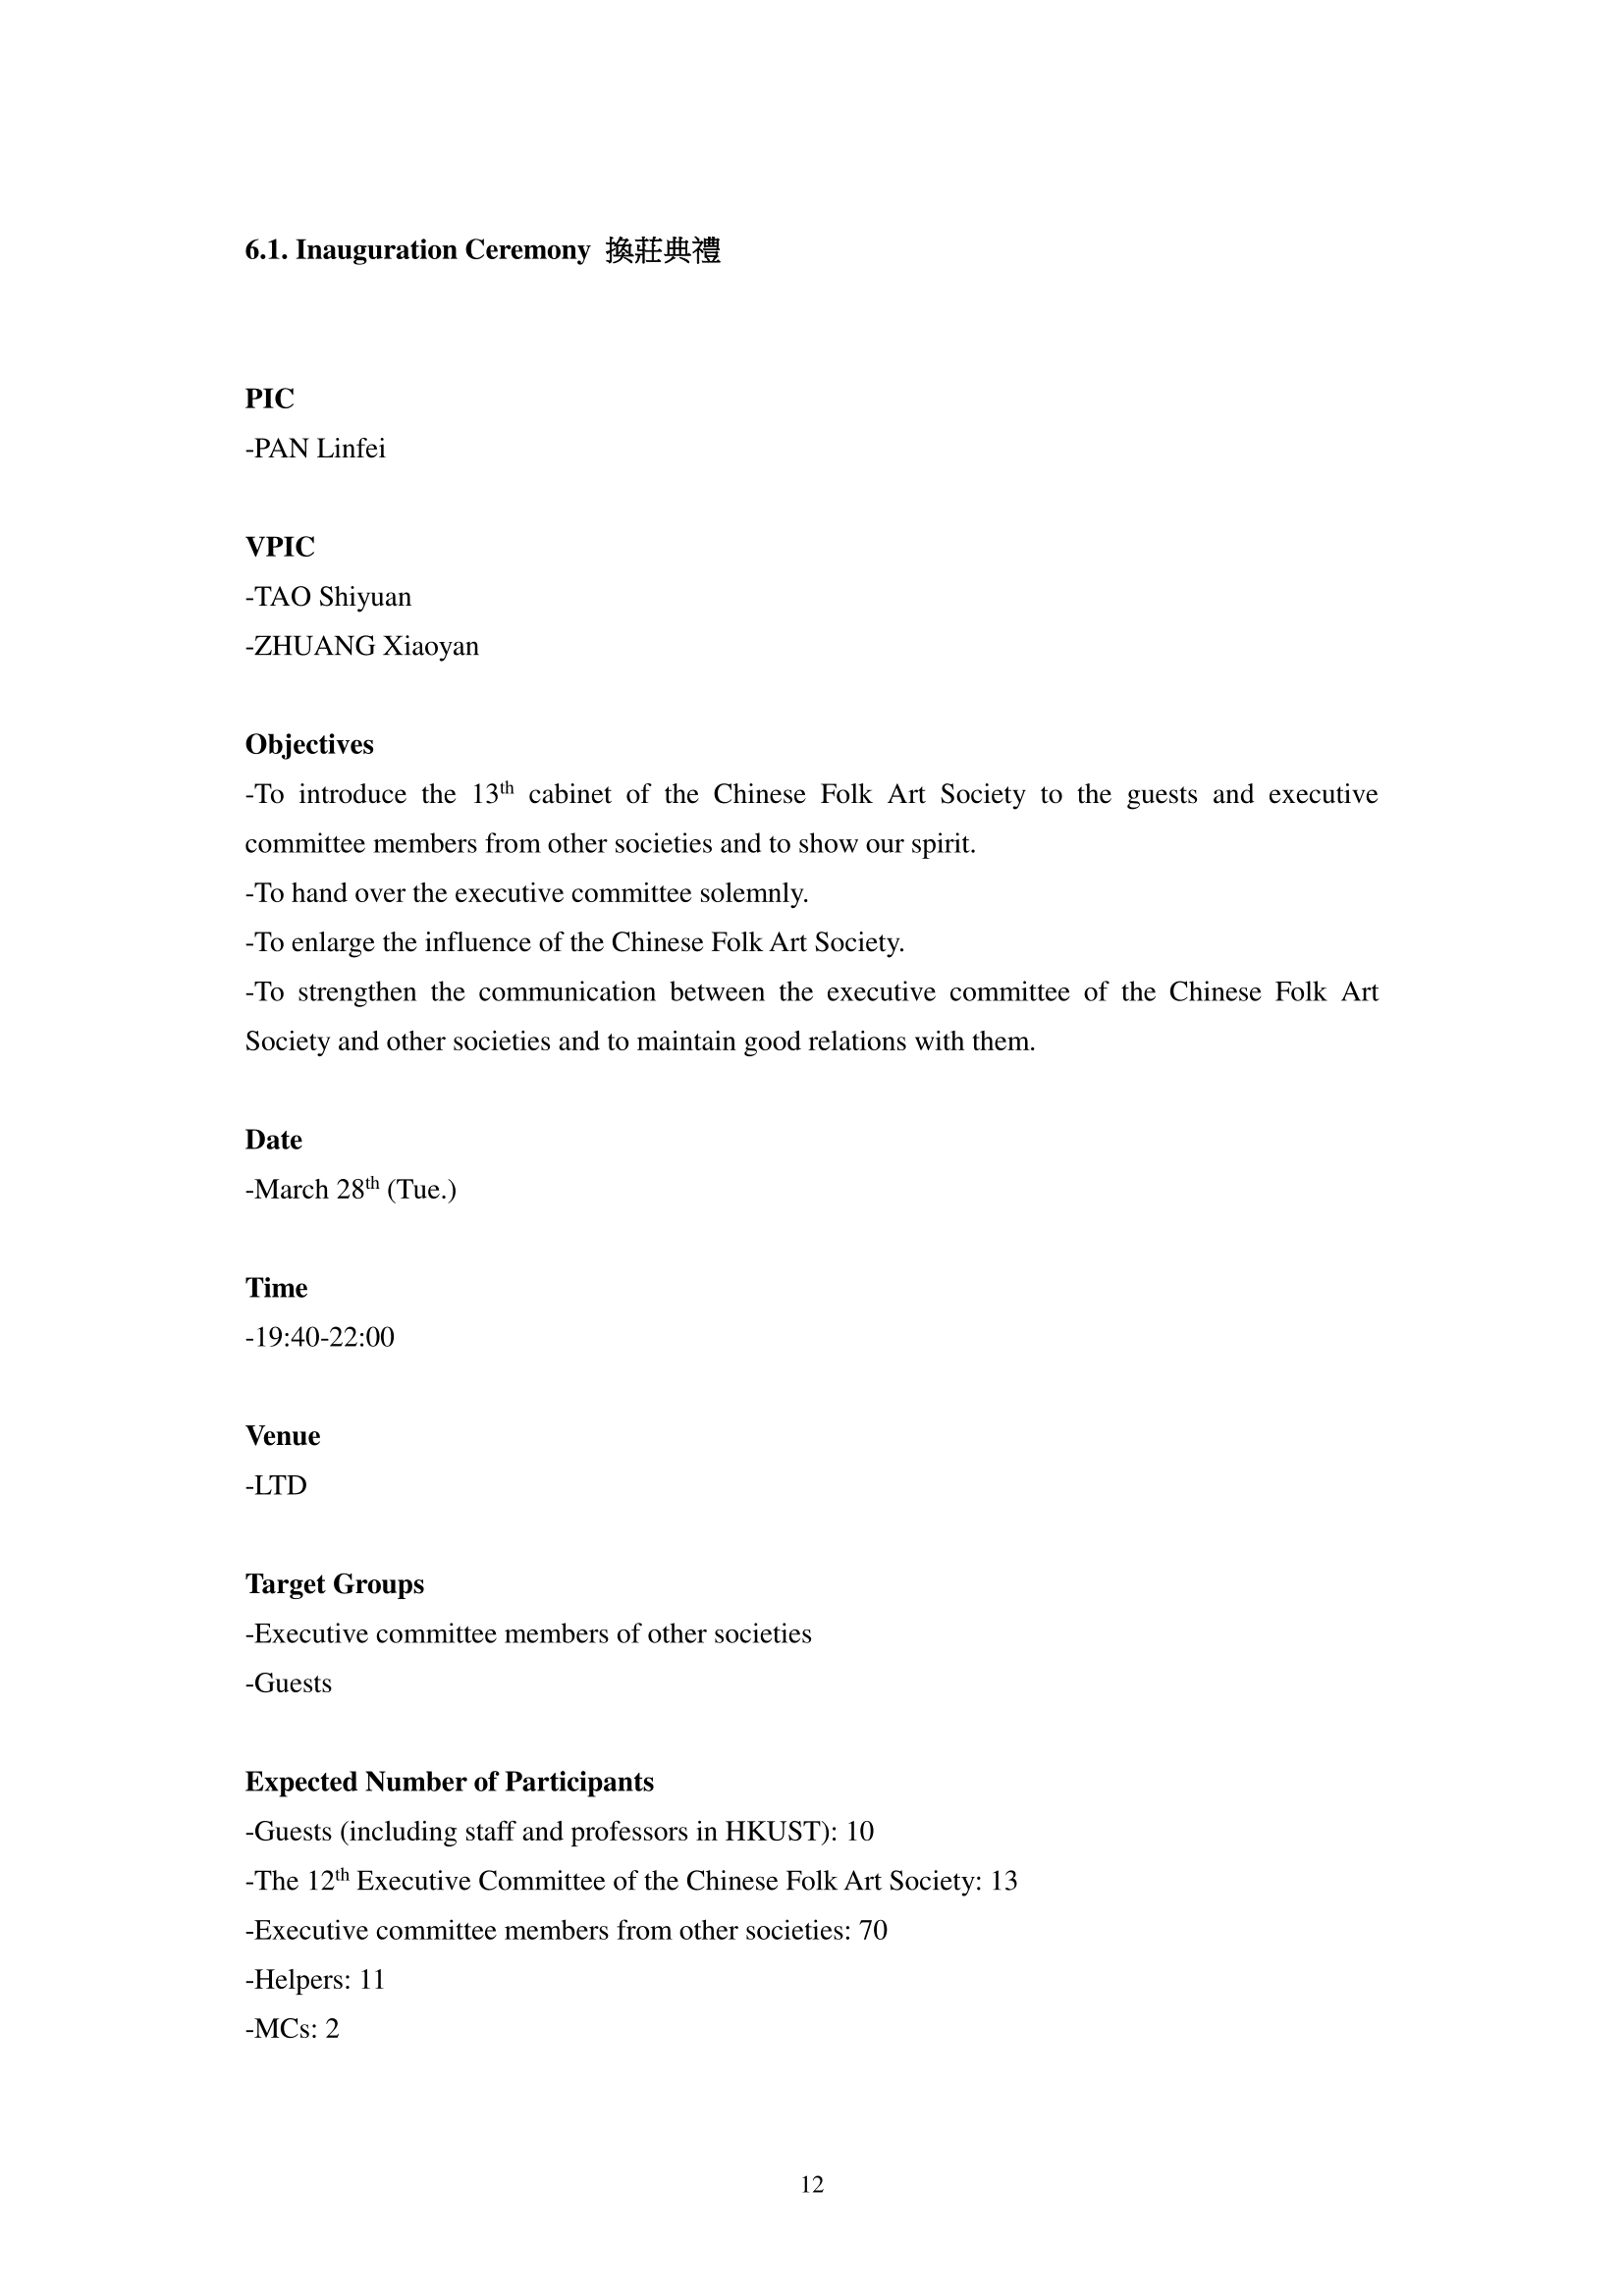 6.1. Inauguration Ceremony 換莊典禮
PIC
-PAN Linfei
VPIC
-TAO Shiyuan
-ZHUANG Xiaoyan
Objectives
-To introduce the 13th cabinet of the Chinese Folk Art Society to the guests and executive
committee members from other societies and to show our spirit.
-To hand over the executive committee solemnly.
-To enlarge the influence of the Chinese Folk Art Society.
-To strengthen the communication between the executive committee of the Chinese Folk Art
Society and other societies and to maintain good relations with them.
Date
-March 28th (Tue.)
Time
-19:40-22:00
Venue
-LTD
Target Groups
-Executive committee members of other societies
-Guests
Expected Number of Participants
-Guests (including staff and professors in HKUST): 10
-The 12th Executive Committee of the Chinese Folk Art Society: 13
-Executive committee members from other societies: 70
-Helpers: 11
-MCs: 2
12